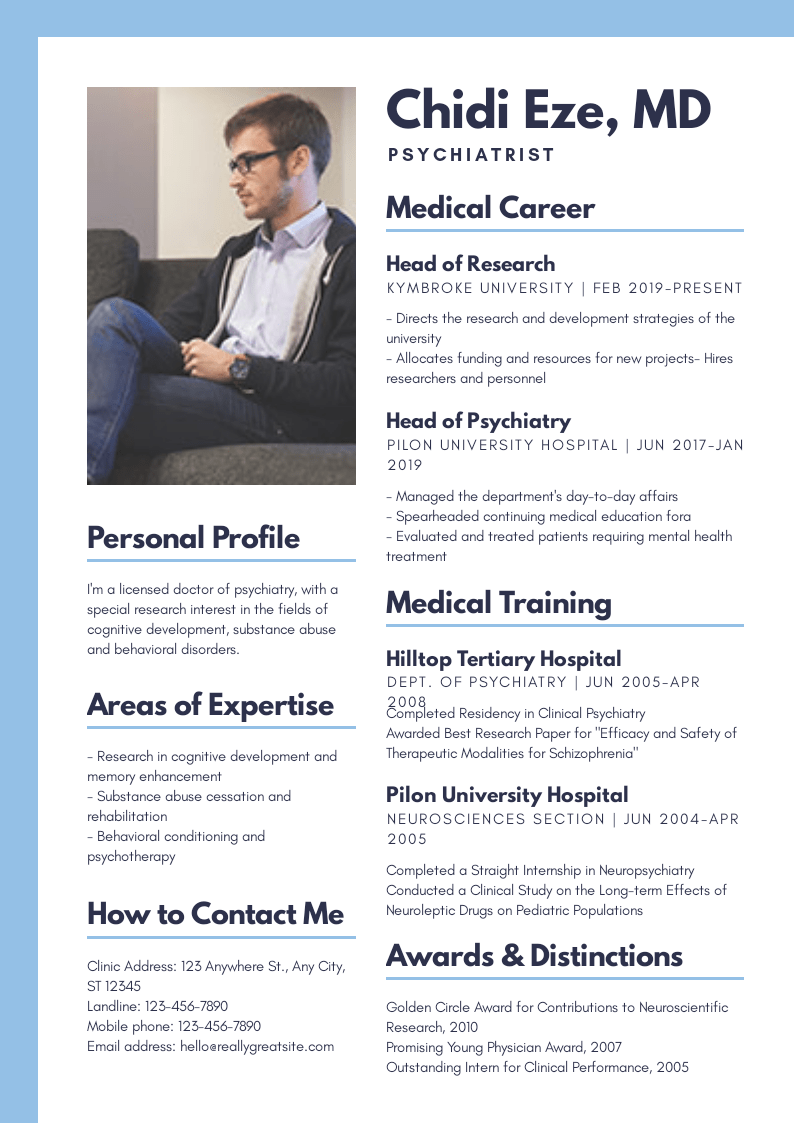 Chidi Eze, MD
PSYCHIATRIST
Medical Career
Head of Research
KYMBROKE UNIVERSITY | FEB 2019-PRESENT
- Directs the research and development strategies of the
university
- Allocates funding and resources for new projects- Hires
researchers and personnel
Head of Psychiatry
PILON UNIVERSITY HOSPITAL | JUN 2017-JAN
2019
- Managed the department's day-to-day affairs
- Spearheaded continuing medical education fora
- Evaluated and treated patients requiring mental health
treatment
Medical Training
Hilltop Tertiary Hospital
DEPT. OF PSYCHIATRY | JUN 2005-APR
2008
Completed Residency in Clinical Psychiatry
Awarded Best Research Paper for "Efficacy and Safety of
Therapeutic Modalities for Schizophrenia"
Pilon University Hospital
NEUROSCIENCES SECTION | JUN 2004-APR
2005
Completed a Straight Internship in Neuropsychiatry
Conducted a Clinical Study on the Long-term Effects of
Neuroleptic Drugs on Pediatric Populations
Awards & Distinctions
Golden Circle Award for Contributions to Neuroscientific
Research, 2010
Promising Young Physician Award, 2007
Outstanding Intern for Clinical Performance, 2005
Personal Profile
I'm a licensed doctor of psychiatry, with a
special research interest in the fields of
cognitive development, substance abuse
and behavioral disorders.
Areas of Expertise
- Research in cognitive development and
memory enhancement
- Substance abuse cessation and
rehabilitation
- Behavioral conditioning and
psychotherapy
How to Contact Me
Clinic Address: 123 Anywhere St., Any City,
ST 12345
Landline: 123-456-7890
Mobile phone: 123-456-7890
Email address: hello@reallygreatsite.com